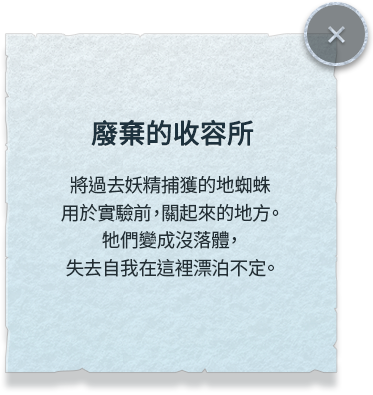 廢棄的收容所
將過去妖精捕獲的地蜘蛛
用於實驗前，關起來的地方。
牠們變成沒落體，
失去自我在這裡漂泊不定。